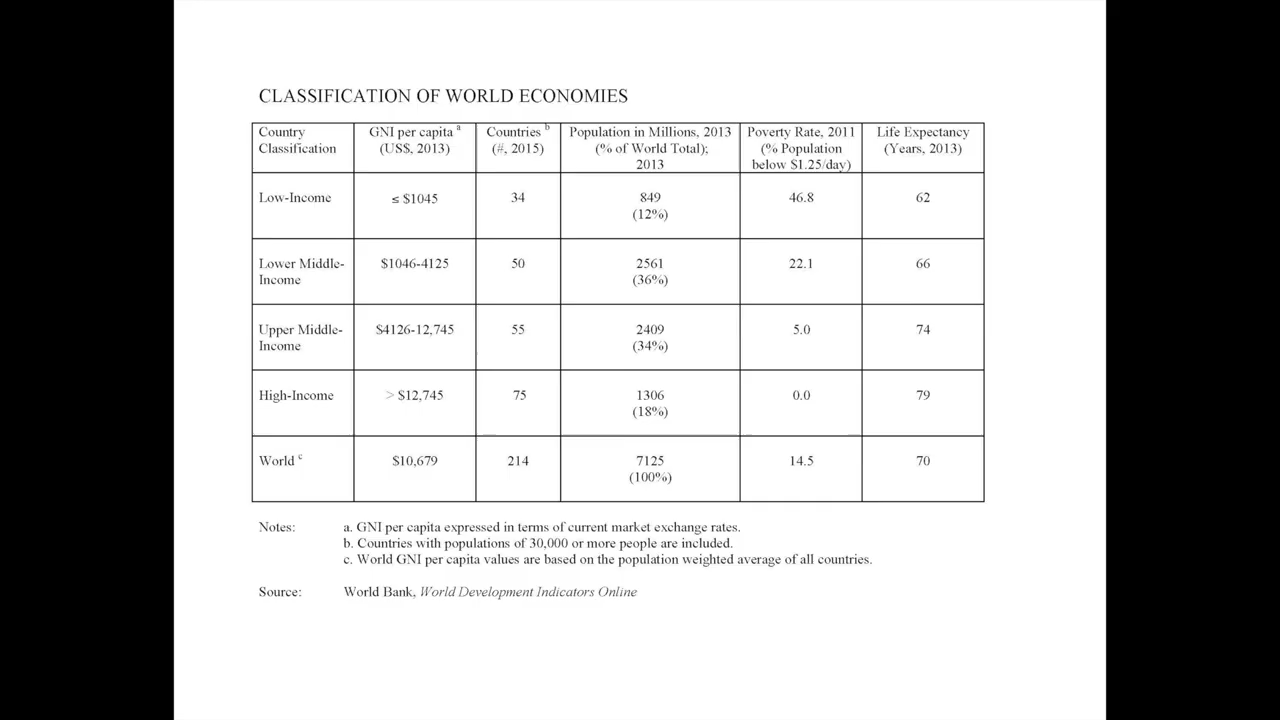 CLASSIFICATION OF WORLD ECONOMIES
Country Classification | GNI per capita a (US$, 2013) | Countries b (#, 2015) | Population in Millions, 2013 (% of World Total); 2013 | Poverty Rate, 2011 (% Population below $1.25/day) | Life Expectancy (Years, 2013)
Low-Income | ≤ $1045 | 34 | 849 (12%) | 46.8 | 62
Lower Middle-Income | $1046-4125 | 50 | 2561 (36%) | 22.1 | 66
Upper Middle-Income | $4126-12,745 | 55 | 2409 (34%) | 5.0 | 74
High-Income | > $12,745 | 75 | 1306 (18%) | 0.0 | 79
World c | $10,679 | 214 | 7125 (100%) | 14.5 | 70
Notes: a. GNI per capita expressed in terms of current market exchange rates.
b. Countries with populations of 30,000 or more people are included.
c. World GNI per capita values are based on the population weighted average of all countries.
Source: World Bank, World Development Indicators Online